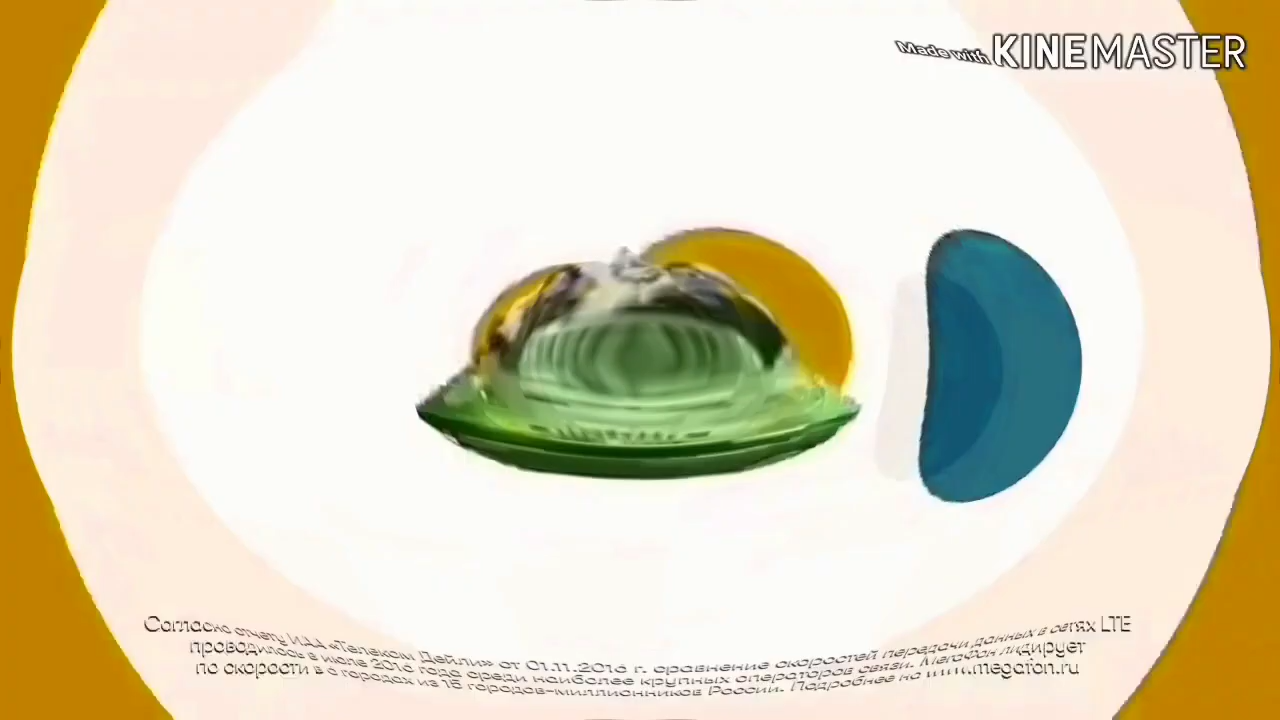 Made with KINEMASTER
Согласно отчету ИАА «Телеком Дейли» от 01.11.2016 г. сравнение скоростей передачи данных в сетях LTE
проводилось в июле 2016 года среди наиболее крупных операторов связи. МегаФон лидирует
по скорости в 6 городах из 15 городов-миллионников России. Подробнее на www.megafon.ru